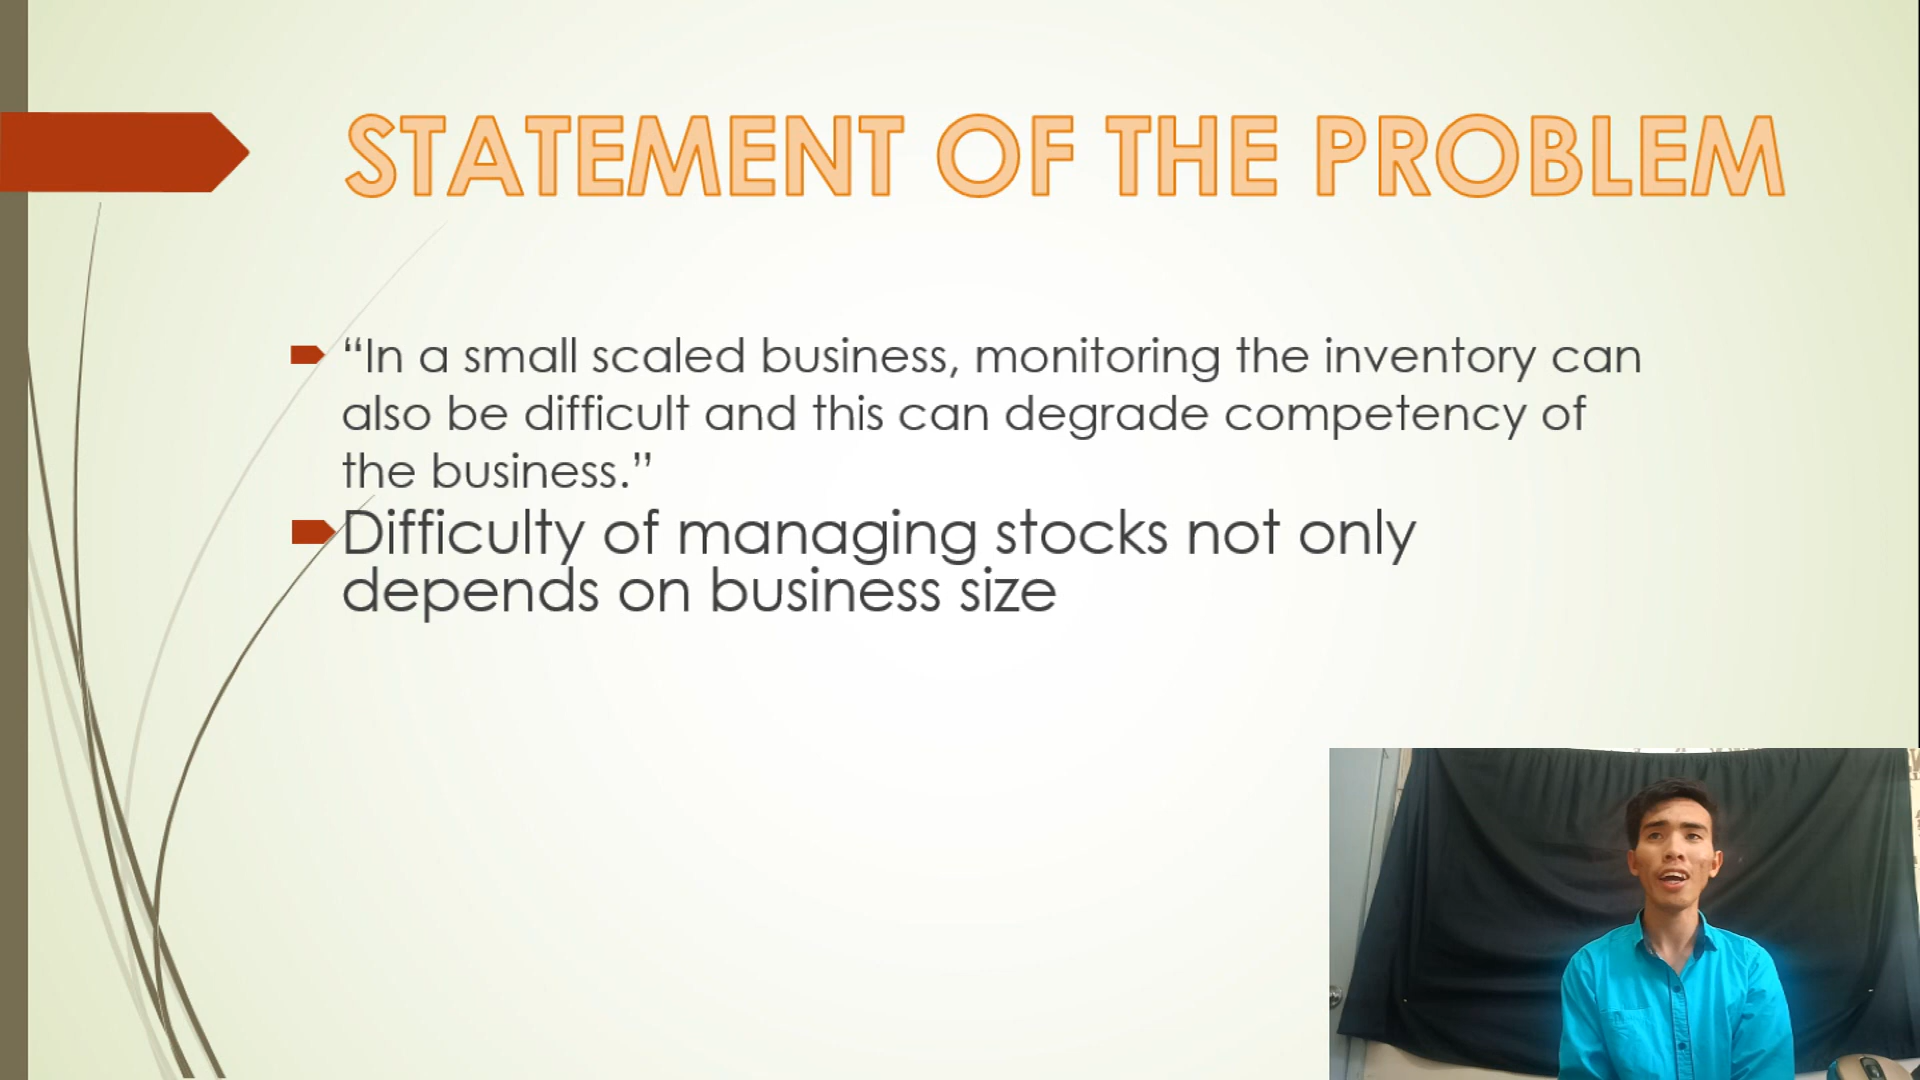 STATEMENT OF THE PROBLEM
“In a small scaled business, monitoring the inventory can
also be difficult and this can degrade competency of
the business.”
Difficulty of managing stocks not only
depends on business size